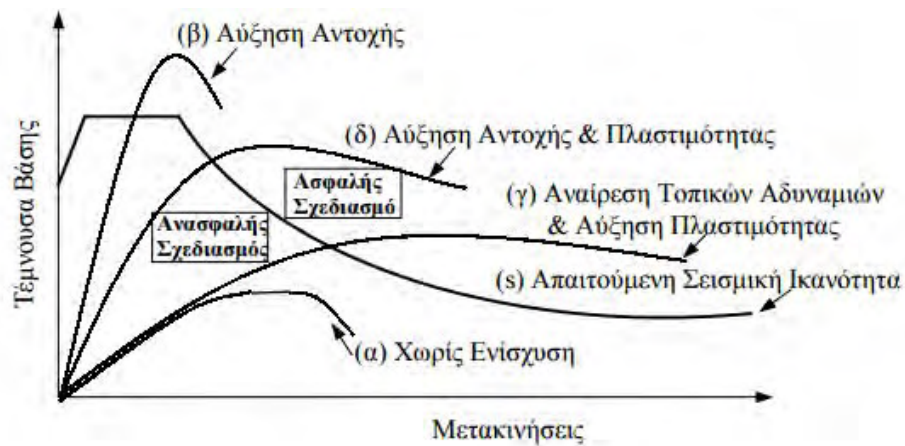 (β) Αύξηση Αντοχής
(δ) Αύξηση Αντοχής & Πλαστιμότητας
Ασφαλής
Σχεδιασμό
(γ) Αναίρεση Τοπικών Αδυναμιών
& Αύξηση Πλαστιμότητας
Ανασφαλής
Σχεδιασμός
(s) Απαιτούμενη Σεισμική Ικανότητα
(α) Χωρίς Ενίσχυση
Τέμνουσα Βάσης
Μετακινήσεις